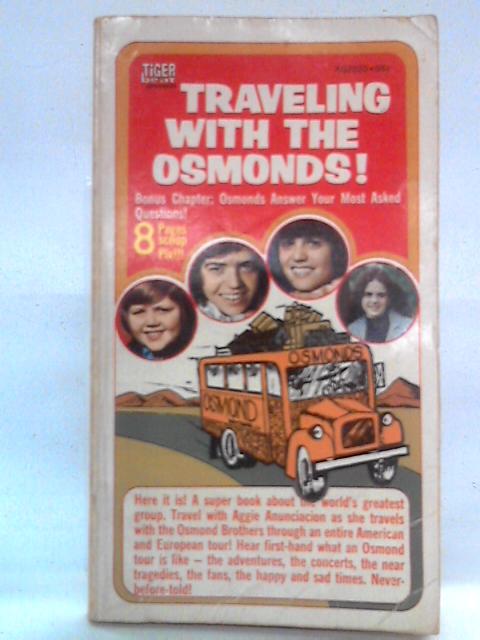 TiGER
beat
TRAVELING
WITH THE
OSMONDS!
Bonus Chapter: Osmonds Answer Your Most Asked
Questions!
8 Pages
scoop
Pix!!!
OSMONDS
OSMOND
Here it is! A super book about the world's greatest
group. Travel with Aggie Anunciacion as she travels
with the Osmond Brothers through an entire American
and European tour! Hear first-hand what an Osmond
tour is like — the adventures, the concerts, the near
tragedies, the fans, the happy and sad times. Never-
before-told!